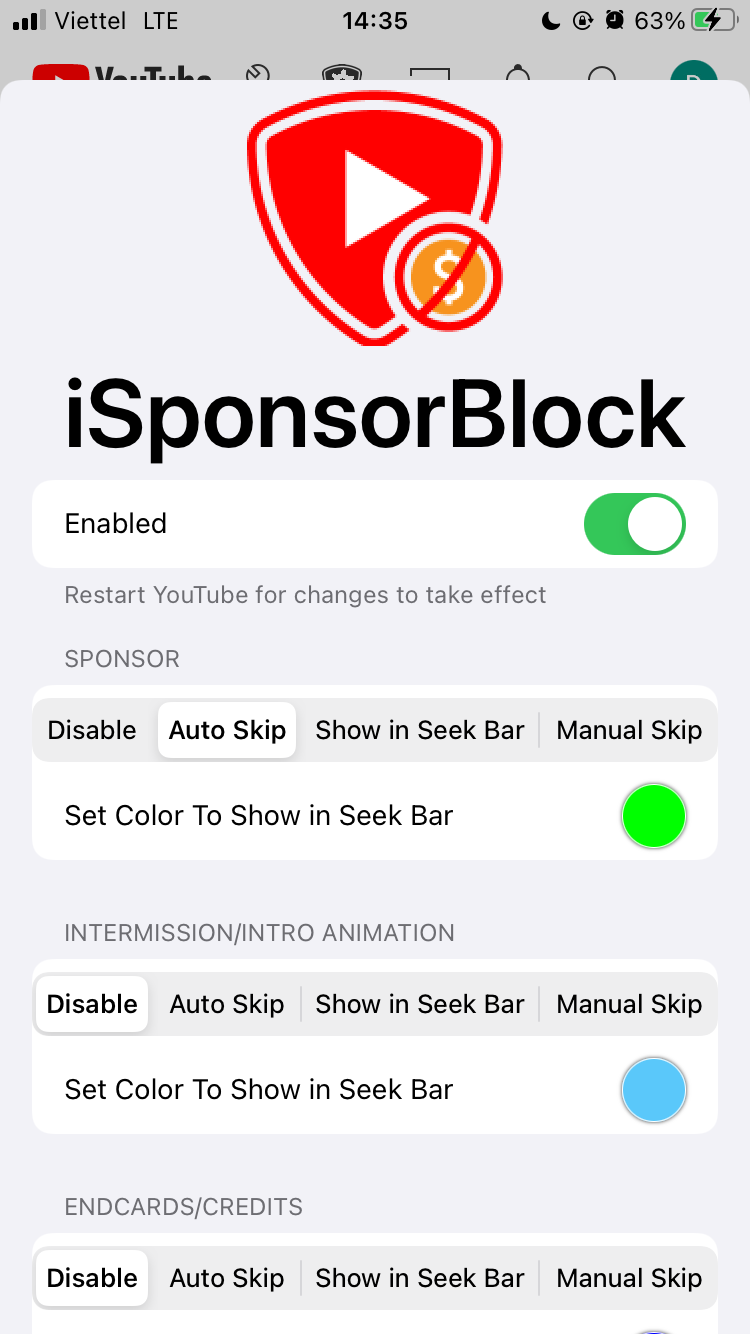 Viettel LTE 14:35 63%
YouTube
$
iSponsorBlock
Enabled
Restart YouTube for changes to take effect
SPONSOR
Disable Auto Skip Show in Seek Bar Manual Skip
Set Color To Show in Seek Bar
INTERMISSION/INTRO ANIMATION
Disable Auto Skip Show in Seek Bar Manual Skip
Set Color To Show in Seek Bar
ENDCARDS/CREDITS
Disable Auto Skip Show in Seek Bar Manual Skip